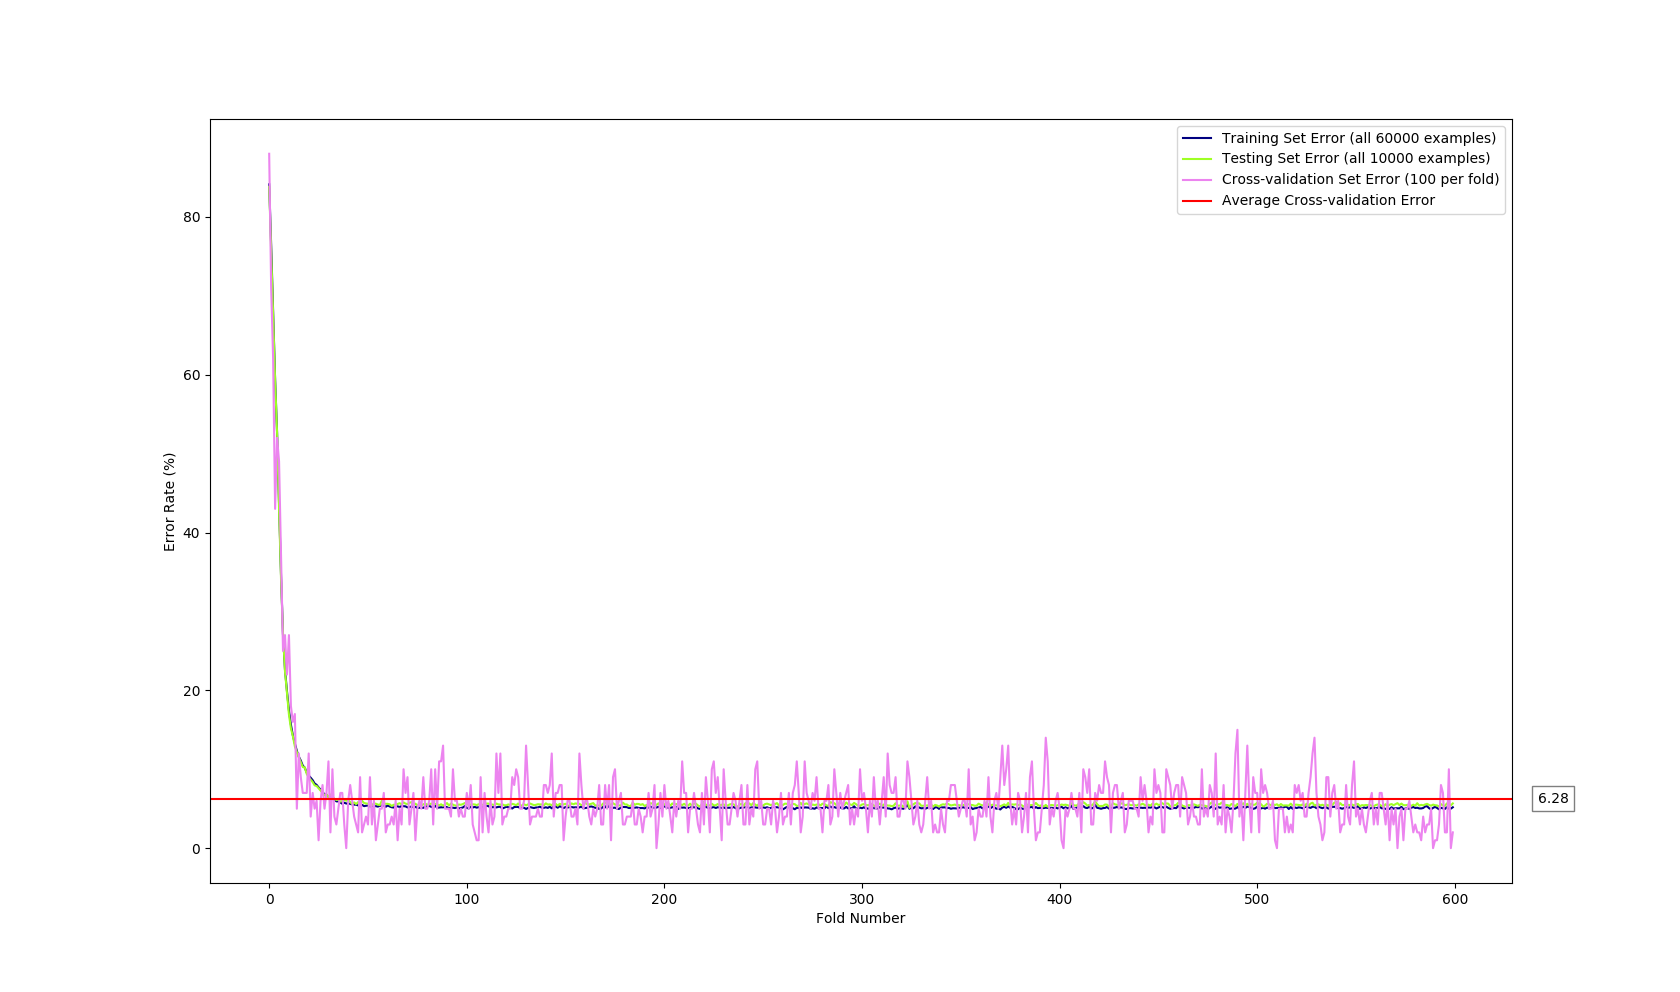 Training Set Error (all 60000 examples)
Testing Set Error (all 10000 examples)
Cross-validation Set Error (100 per fold)
Average Cross-validation Error
80
60
40
20
0
Error Rate (%)
6.28
0 100 200 300 400 500 600
Fold Number